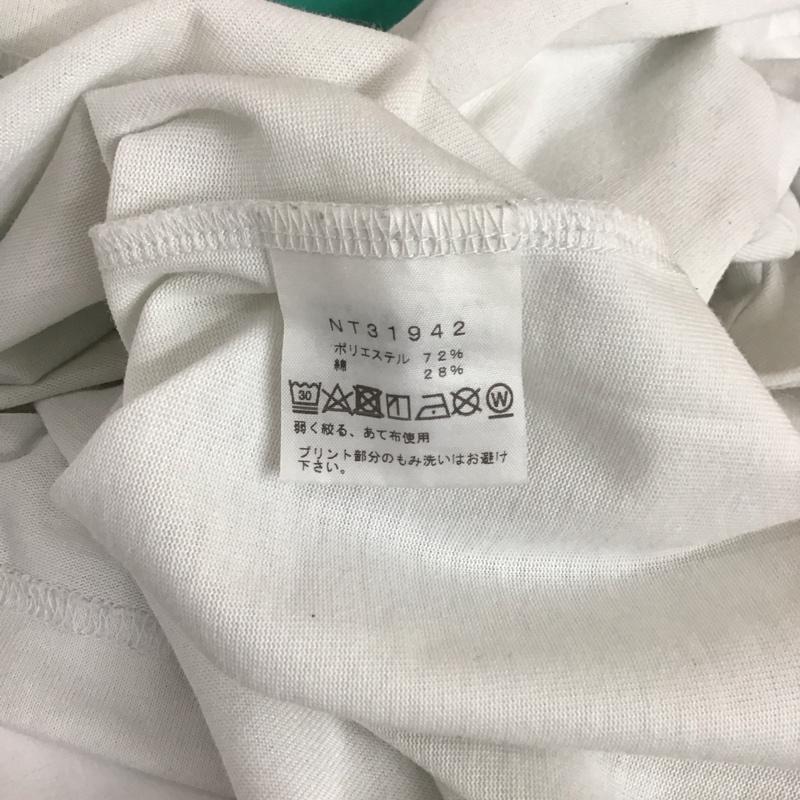 NT31942
ポリエステル 72%
綿 28%
30 W
弱く絞る、あて布使用
プリント部分のもみ洗いはお避け
下さい。